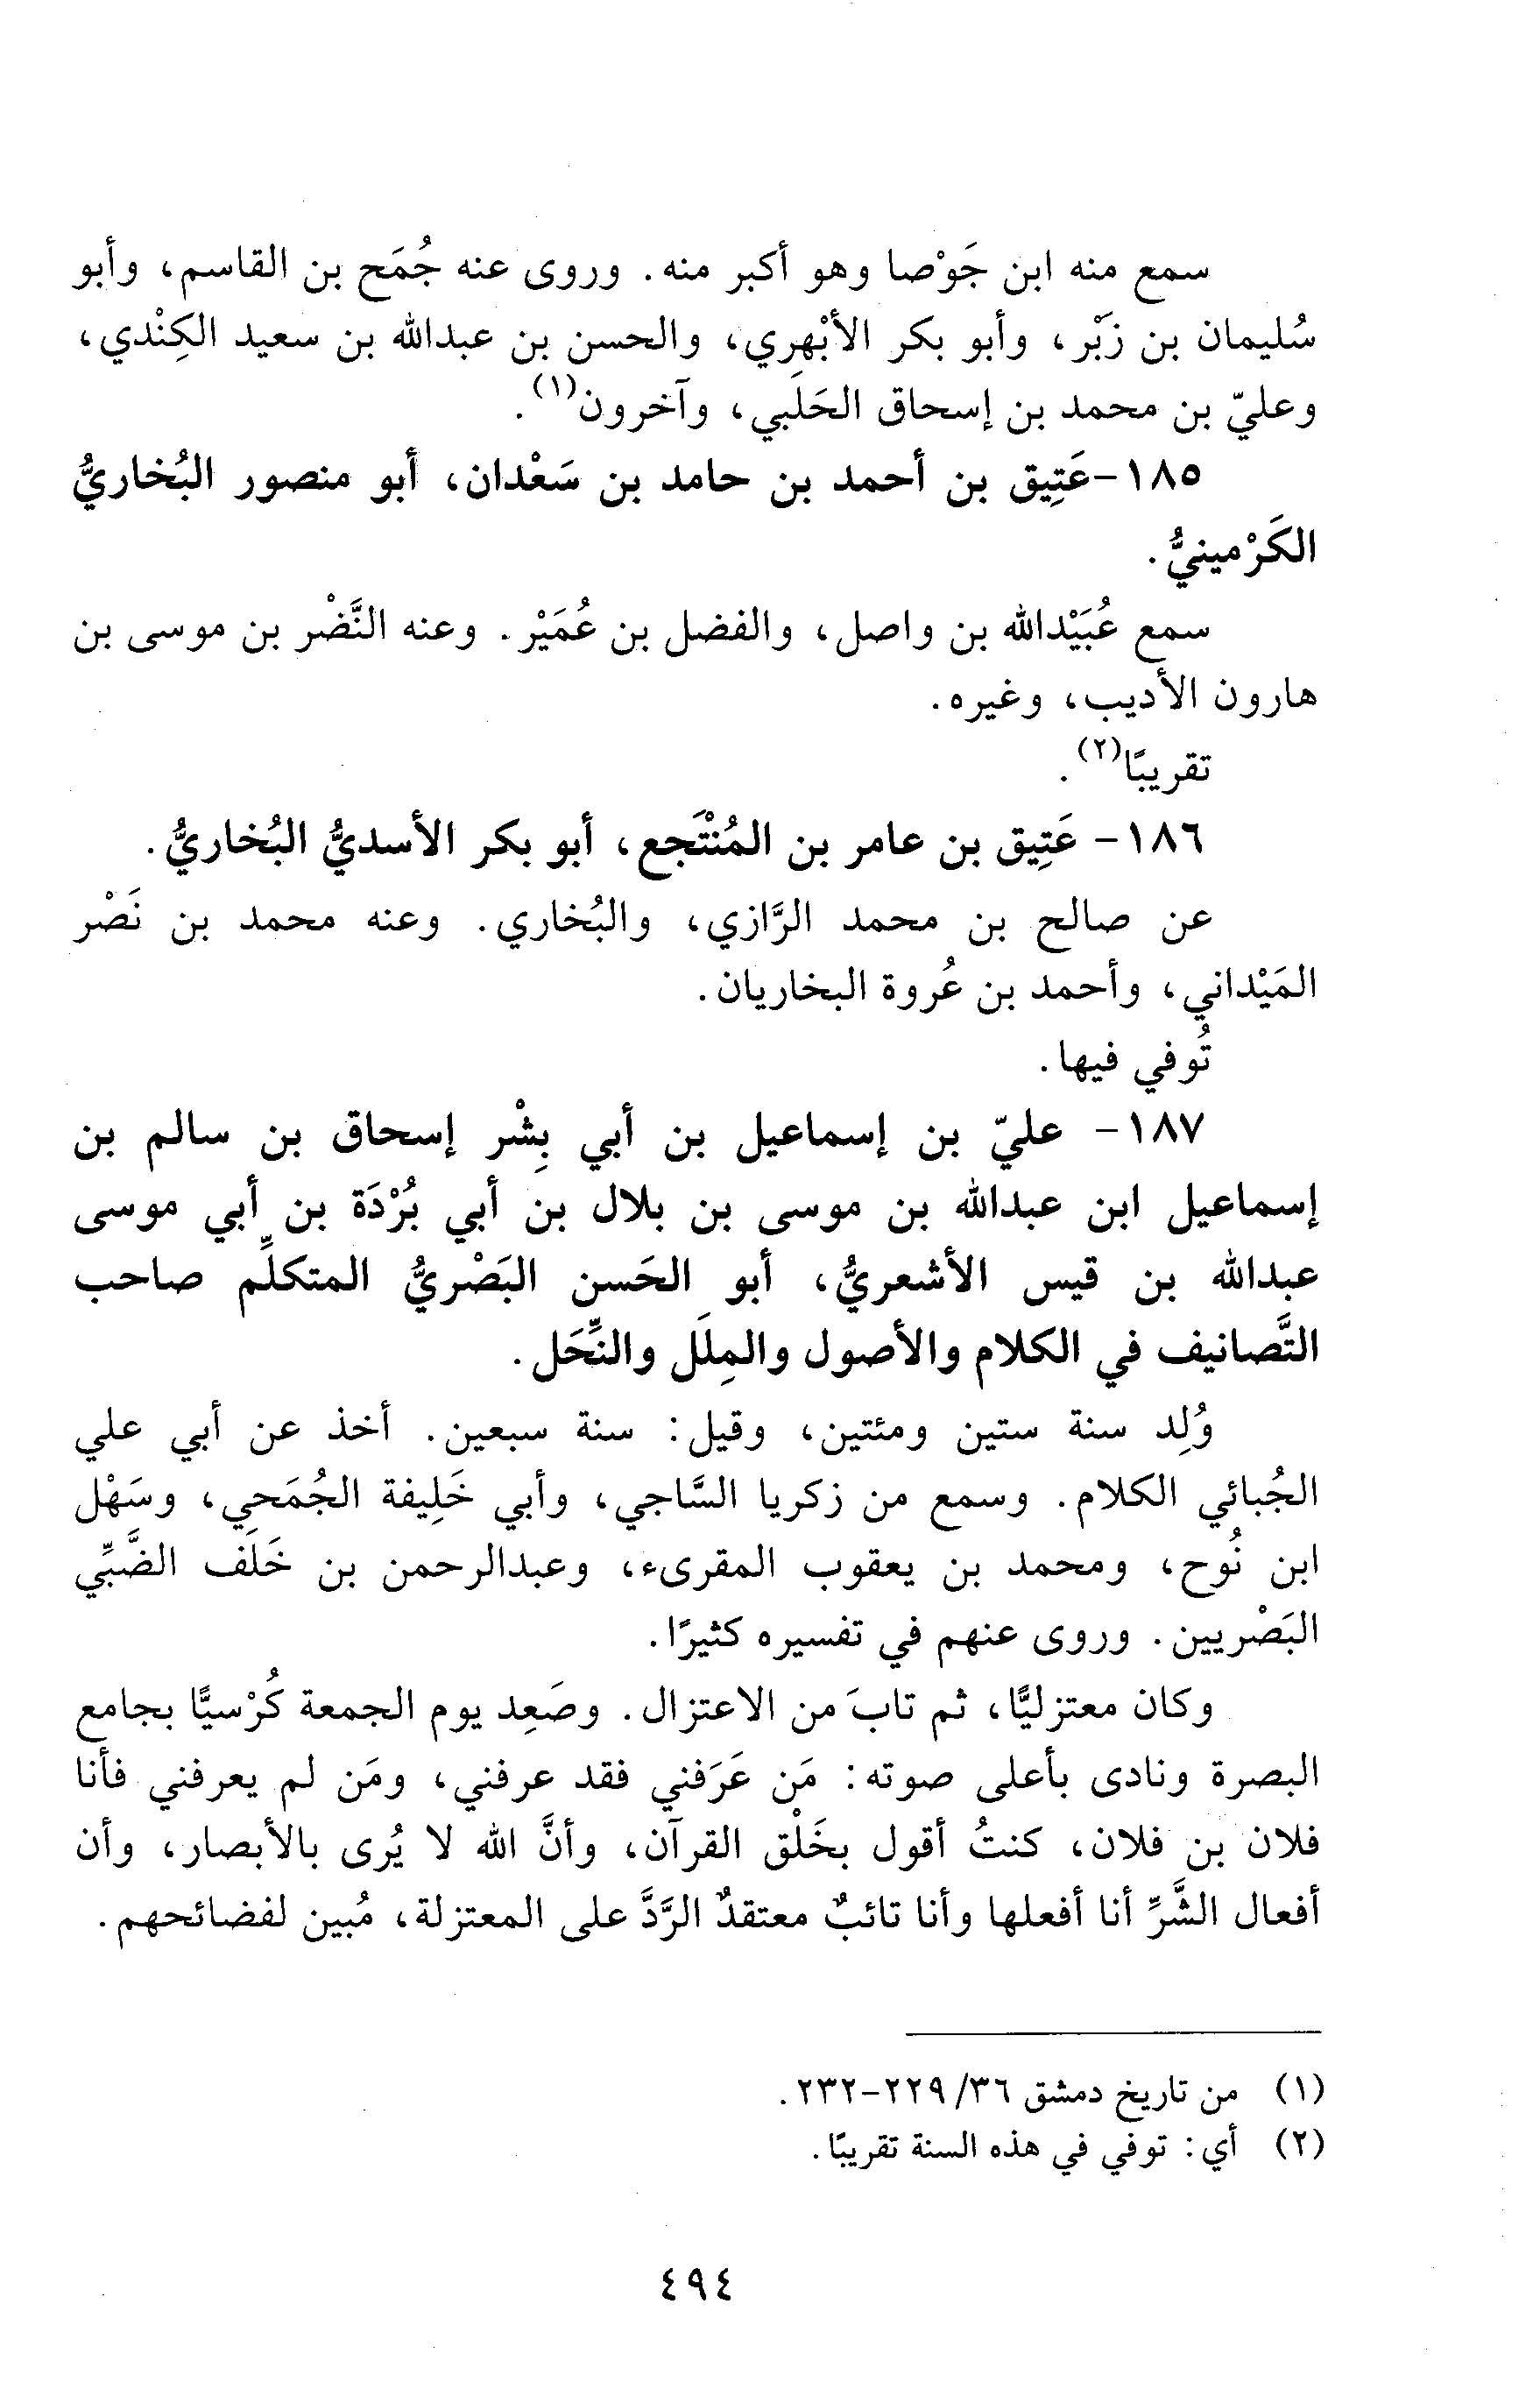 سمع منه ابن جَوْصا وهو أكبر منه. وروى عنه جُمَح بن القاسم، وأبو
سُليمان بن زَبْر، وأبو بكر الأبْهري، والحسن بن عبدالله بن سعيد الكِنْدي،
وعليّ بن محمد بن إسحاق الحَلَبي، وآخرون(١).
١٨٥-عَتِيق بن أحمد بن حامد بن سَعْدان، أبو منصور البُخاريُّ
الكَرْمينيُّ.
سمع عُبَيْدالله بن واصل، والفضل بن عُمَيْر. وعنه النَّضْر بن موسى بن
هارون الأديب، وغيره.
تقريبًا(٢).
١٨٦- عَتِيق بن عامر بن المُنْتَجع، أبو بكر الأسديُّ البُخاريُّ.
عن صالح بن محمد الرَّازي، والبُخاري. وعنه محمد بن نَصْر
المَيْداني، وأحمد بن عُروة البخاريان.
تُوفي فيها.
١٨٧- عليّ بن إسماعيل بن أبي بِشْر إسحاق بن سالم بن
إسماعيل ابن عبدالله بن موسى بن بلال بن أبي بُرْدَة بن أبي موسى
عبدالله بن قيس الأشعريُّ، أبو الحَسن البَصْريُّ المتكلِّم صاحب
التَّصانيف في الكلام والأصول والمِلَل والنِّحَل.
وُلِد سنة ستين ومئتين، وقيل: سنة سبعين. أخذ عن أبي علي
الجُبائي الكلام. وسمع من زكريا السَّاجي، وأبي خَلِيفة الجُمَحي، وسَهْل
ابن نُوح، ومحمد بن يعقوب المقرىء، وعبدالرحمن بن خَلَف الضَّبِّي
البَصْريين. وروى عنهم في تفسيره كثيرًا.
وكان معتزليًّا، ثم تابَ من الاعتزال. وصَعِد يوم الجمعة كُرْسيًّا بجامع
البصرة ونادى بأعلى صوته: مَن عَرَفني فقد عرفني، ومَن لم يعرفني فأنا
فلان بن فلان، كنتُ أقول بخَلْق القرآن، وأنَّ الله لا يُرى بالأبصار، وأن
أفعال الشَّرِّ أنا أفعلها وأنا تائبٌ معتقدٌ الرَّدَّ على المعتزلة، مُبين لفضائحهم.
(١) من تاريخ دمشق ٣٦/ ٢٢٩-٢٣٢.
(٢) أي: توفي في هذه السنة تقريبًا.
٤٩٤